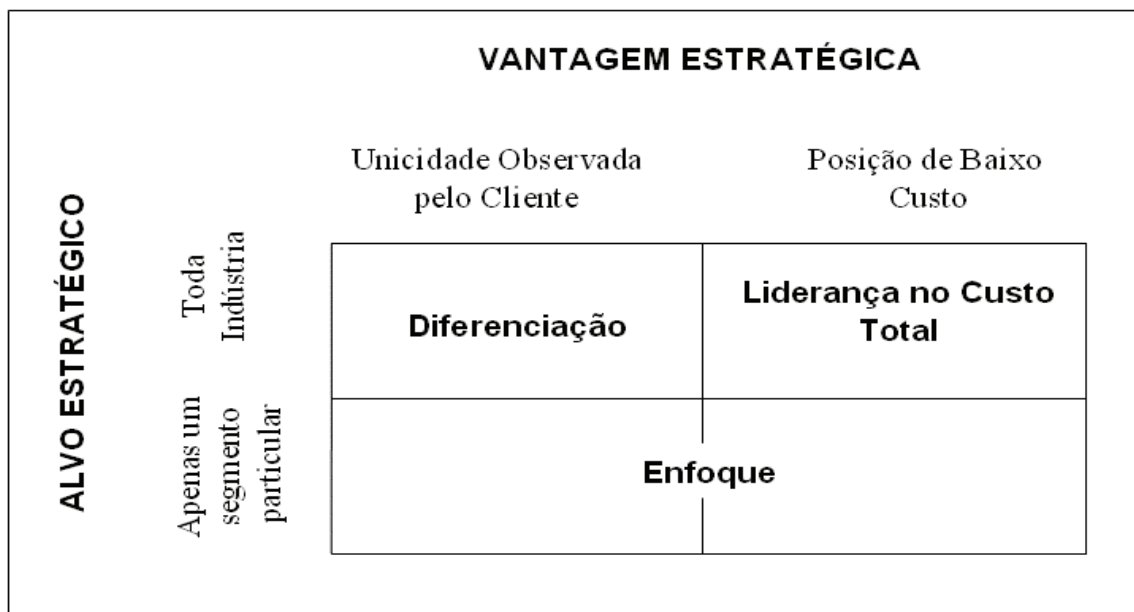 VANTAGEM ESTRATÉGICA
Unicidade Observada
pelo Cliente
Posição de Baixo
Custo
ALVO ESTRATÉGICO
Toda
Indústria
Diferenciação
Liderança no Custo
Total
Apenas um
segmento
particular
Enfoque